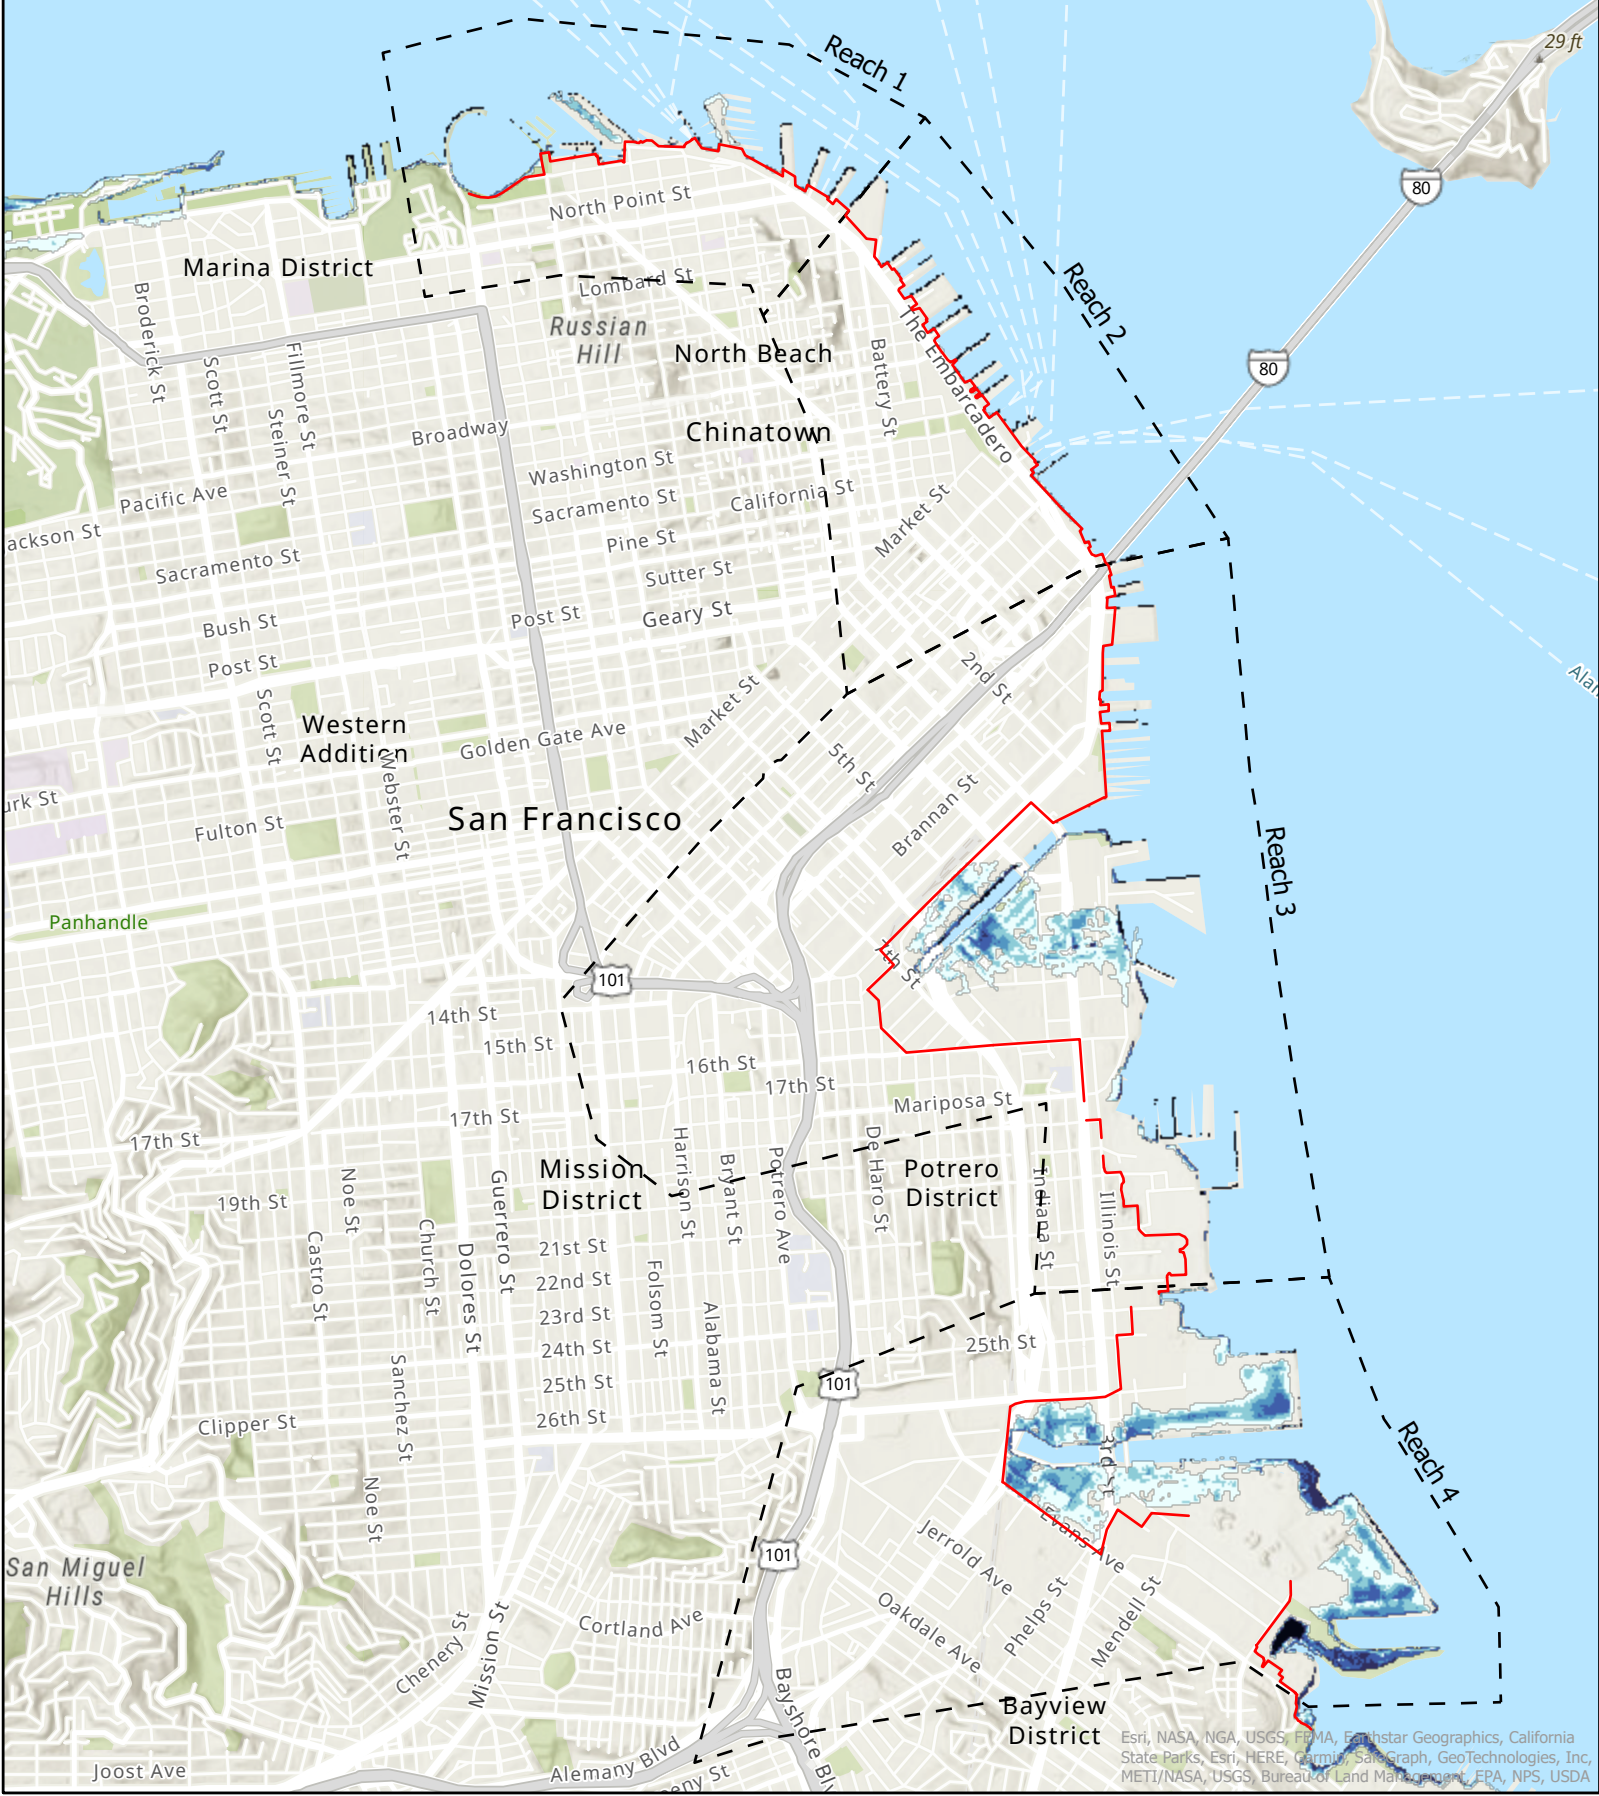 Reach 1
29 ft
80
North Point St
Marina District
Lombard St
Reach 2
Russian
Hill
North Beach
The Embarcadero
Battery St
Broderick St
Scott St
Fillmore St
Steiner St
80
Broadway
Chinatown
Washington St
Sacramento St
California St
Pacific Ave
Market St
ackson St
Pine St
Sacramento St
Sutter St
Geary St
Post St
Bush St
Post St
2nd St
Scott St
Market St
Western
Addition
Golden Gate Ave
5th St
Webster St
Brannan St
urk St
Fulton St
San Francisco
Reach 3
Panhandle
7th St
101
14th St
15th St
16th St
17th St
17th St
Mariposa St
17th St
Mission
District
Potrero
District
Harrison St
Bryant St
Potrero Ave
De Haro St
Indiana St
Illinois St
19th St
Noe St
Castro St
Church St
Guerrero St
Dolores St
21st St
22nd St
23rd St
24th St
25th St
26th St
Folsom St
Alabama St
25th St
101
Sanchez St
Clipper St
Noe St
3rd St
Reach 4
Evans Ave
Jerrold Ave
101
San Miguel
Hills
Oakdale Ave
Phelps St
Mendell St
Cortland Ave
Chenery St
Mission St
Bayshore Blv
Bayview
District
Alemany Blvd
Joost Ave
eny St
Esri, NASA, NGA, USGS, FEMA, Earthstar Geographics, California
State Parks, Esri, HERE, Garmin, SafeGraph, GeoTechnologies, Inc,
METI/NASA, USGS, Bureau of Land Management, EPA, NPS, USDA